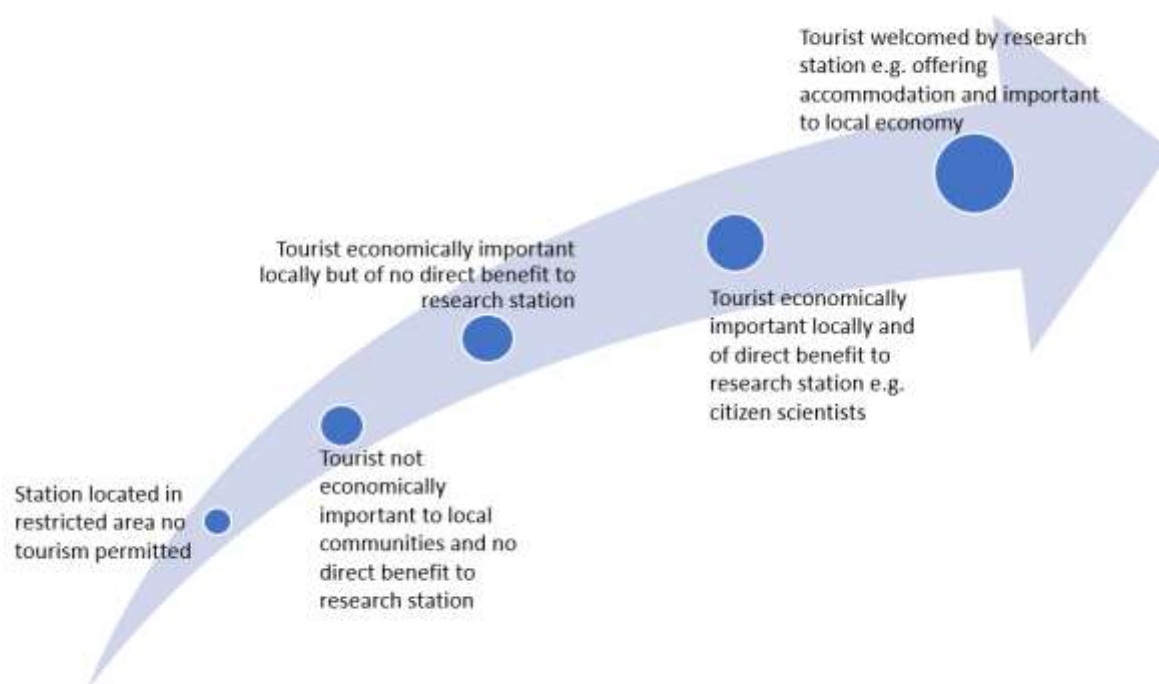 Tourist welcomed by research
station e.g. offering
accommodation and important
to local economy
Tourist economically important
locally but of no direct benefit to
research station
Tourist economically
important locally and
of direct benefit to
research station e.g.
citizen scientists
Tourist not
economically
important to local
communities and no
direct benefit to
research station
Station located in
restricted area no
tourism permitted